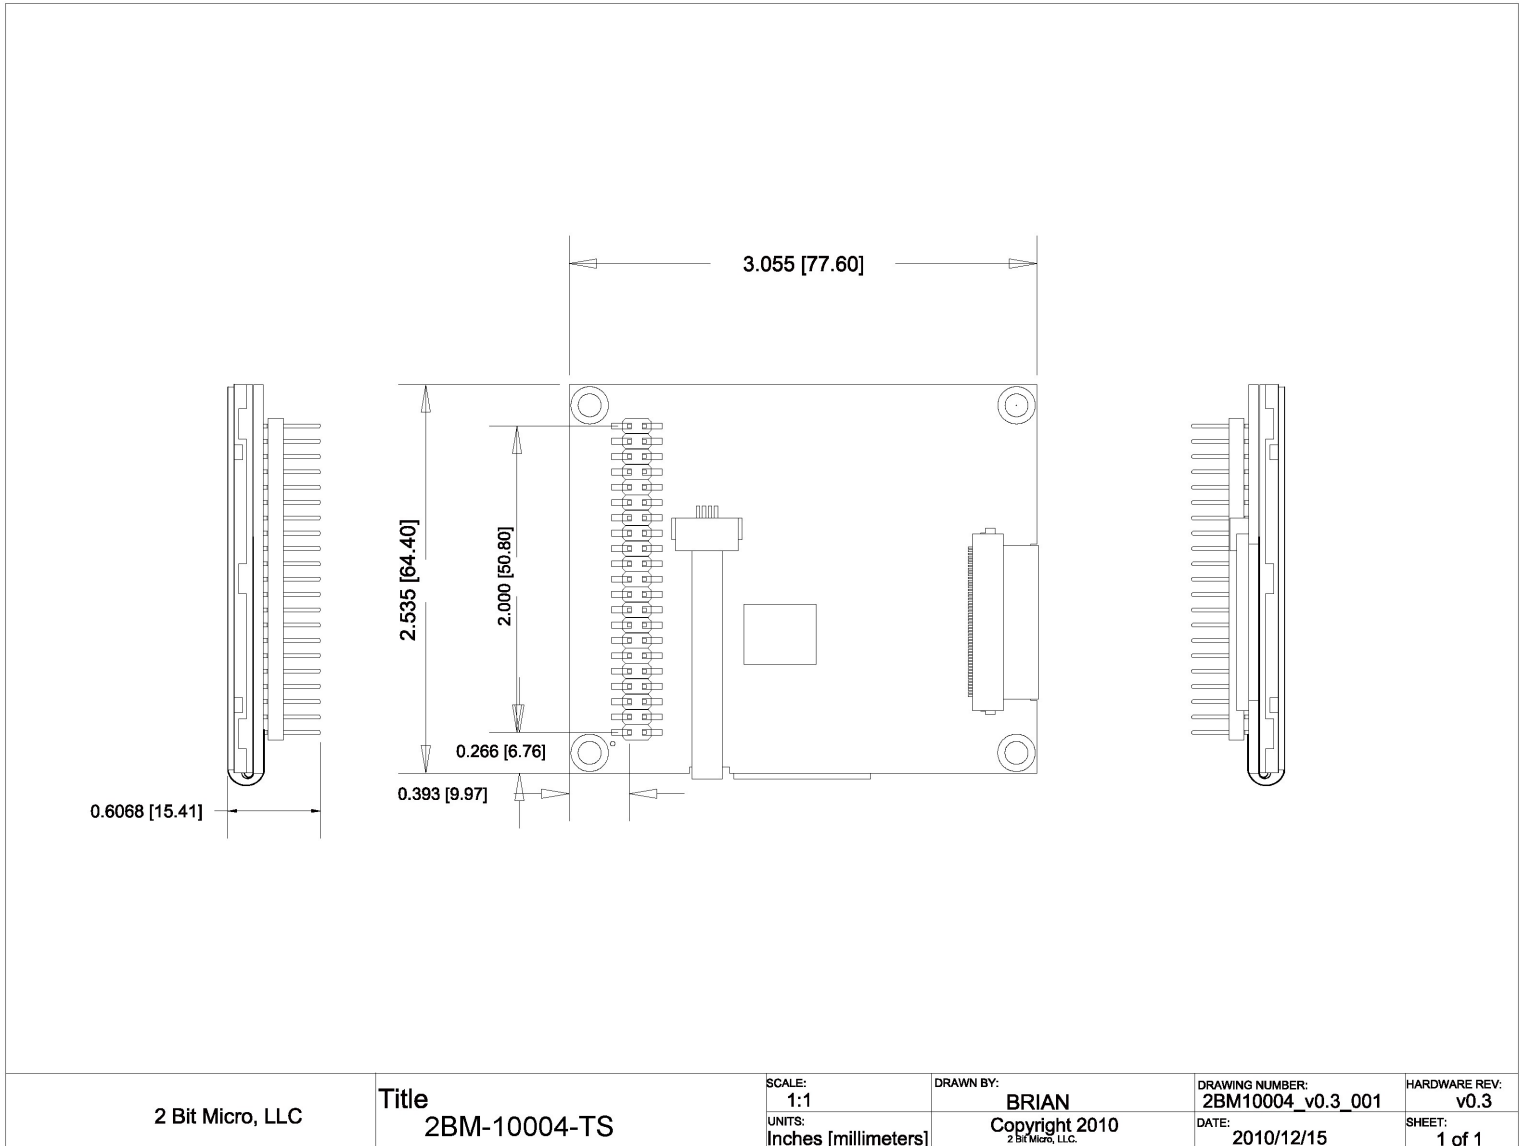 3.055 [77.60]
2.535 [64.40]
2.000 [50.80]
0.266 [6.76]
0.393 [9.97]
0.6068 [15.41]
2 Bit Micro, LLC
Title
2BM-10004-TS
SCALE:
1:1
UNITS:
Inches [millimeters]
DRAWN BY:
BRIAN
Copyright 2010
2 Bit Micro, LLC.
DRAWING NUMBER:
2BM10004_v0.3_001
DATE:
2010/12/15
HARDWARE REV:
v0.3
SHEET:
1 of 1